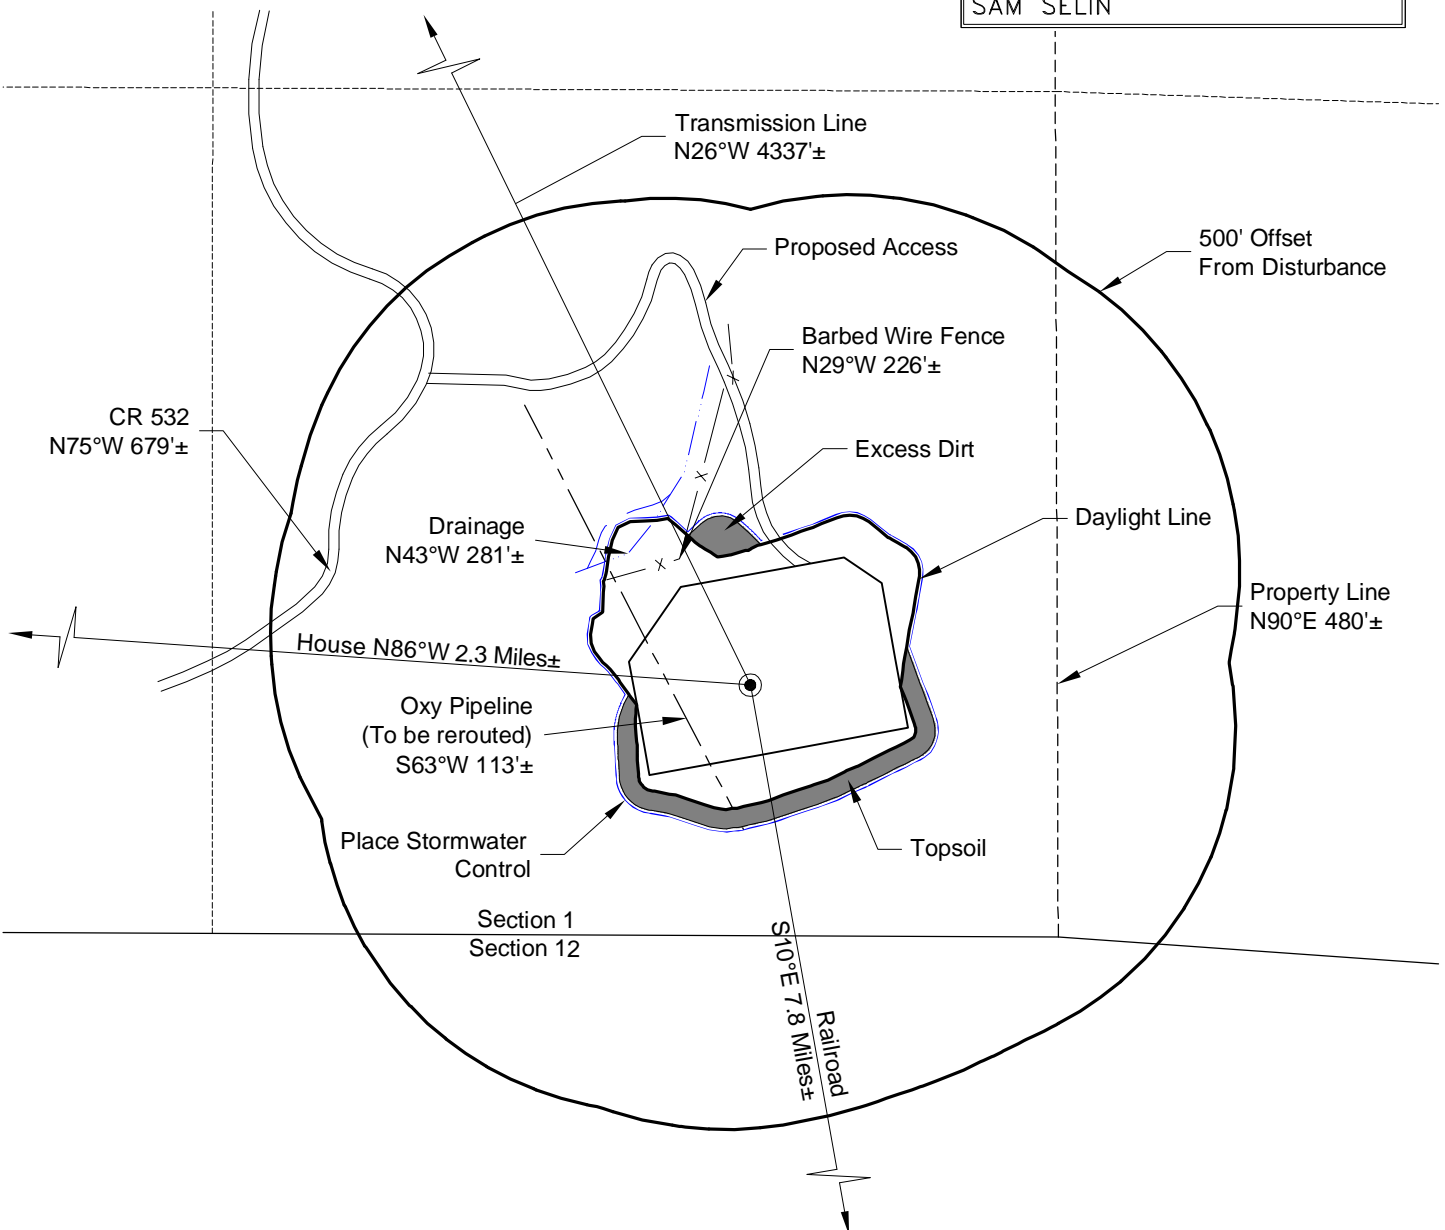 SAM SELIN
Transmission Line
N26°W 4337'±
Proposed Access
500' Offset
From Disturbance
Barbed Wire Fence
N29°W 226'±
CR 532
N75°W 679'±
Excess Dirt
Drainage
N43°W 281'±
Daylight Line
Property Line
N90°E 480'±
House N86°W 2.3 Miles±
Oxy Pipeline
(To be rerouted)
S63°W 113'±
Place Stormwater
Control
Topsoil
Section 1
Section 12
Railroad
S10°E 7.8 Miles±
X
X
X